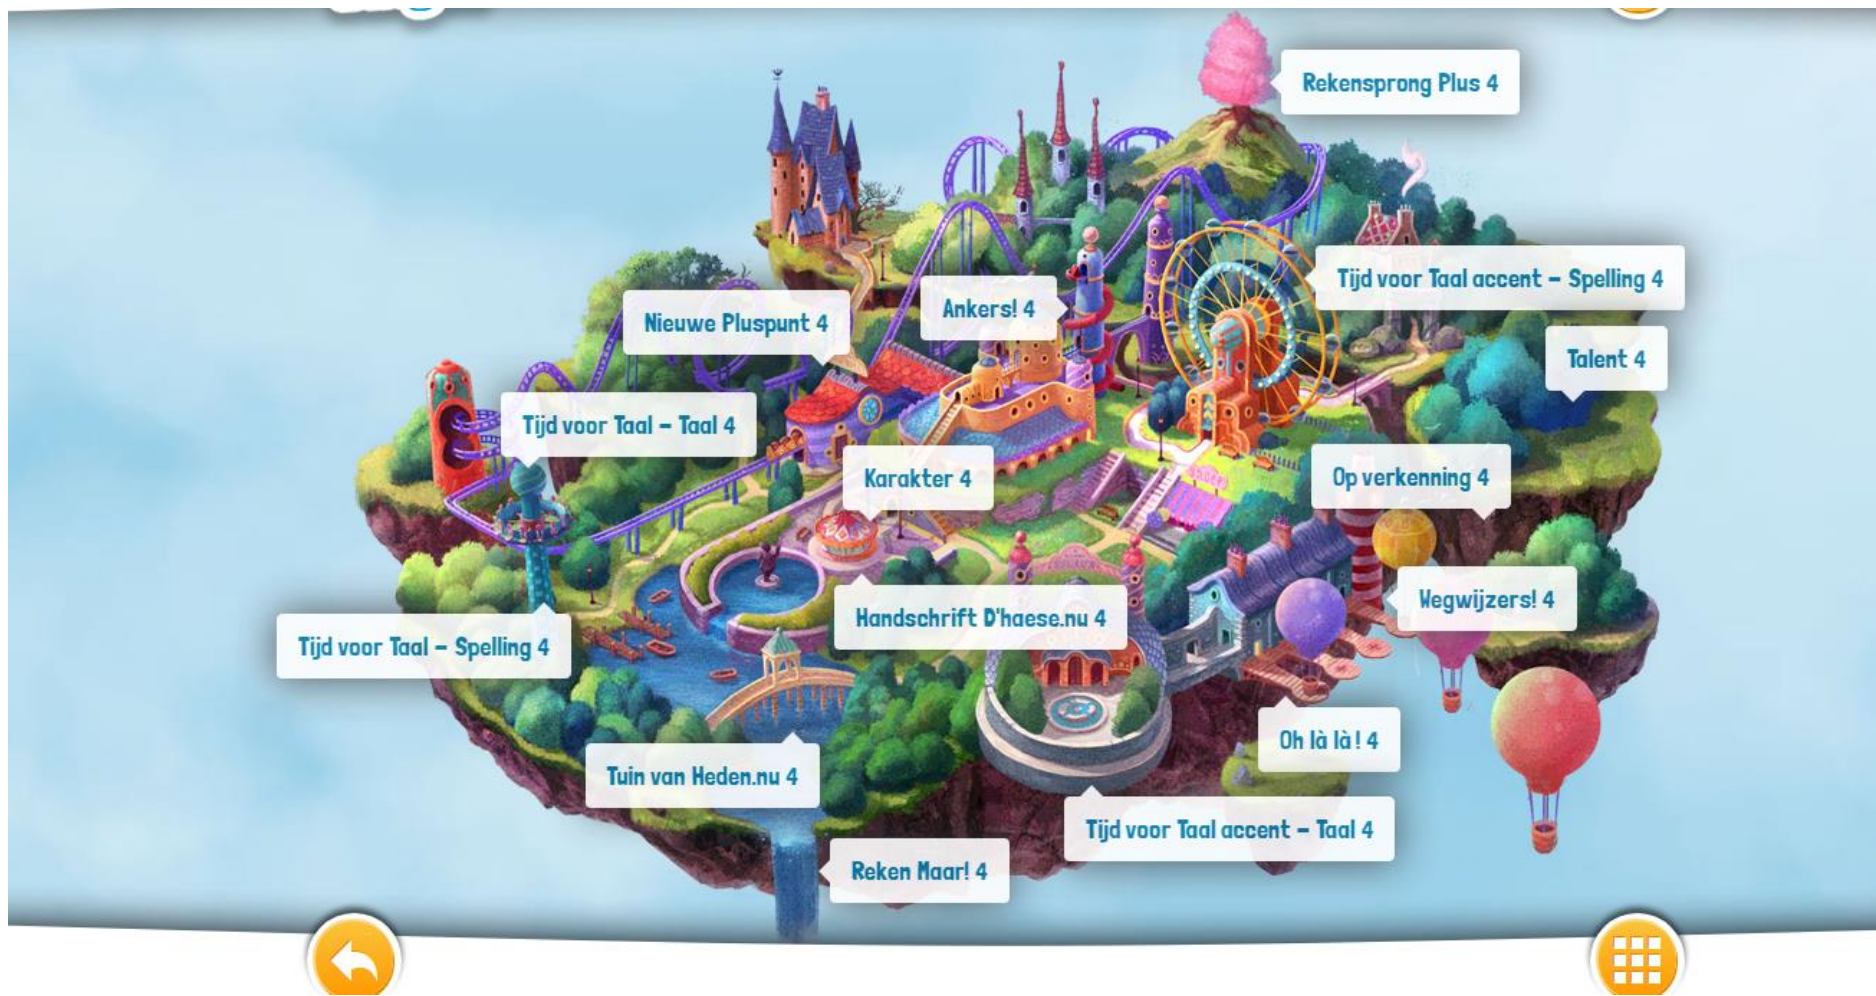 Rekensprong Plus 4
Tijd voor Taal accent – Spelling 4
Ankers! 4
Nieuwe Pluspunt 4
Talent 4
Tijd voor Taal – Taal 4
Karakter 4
Op verkenning 4
Wegwijzers! 4
Handschrift D'haese.nu 4
Tijd voor Taal – Spelling 4
Oh là là ! 4
Tuin van Heden.nu 4
Tijd voor Taal accent – Taal 4
Reken Maar! 4